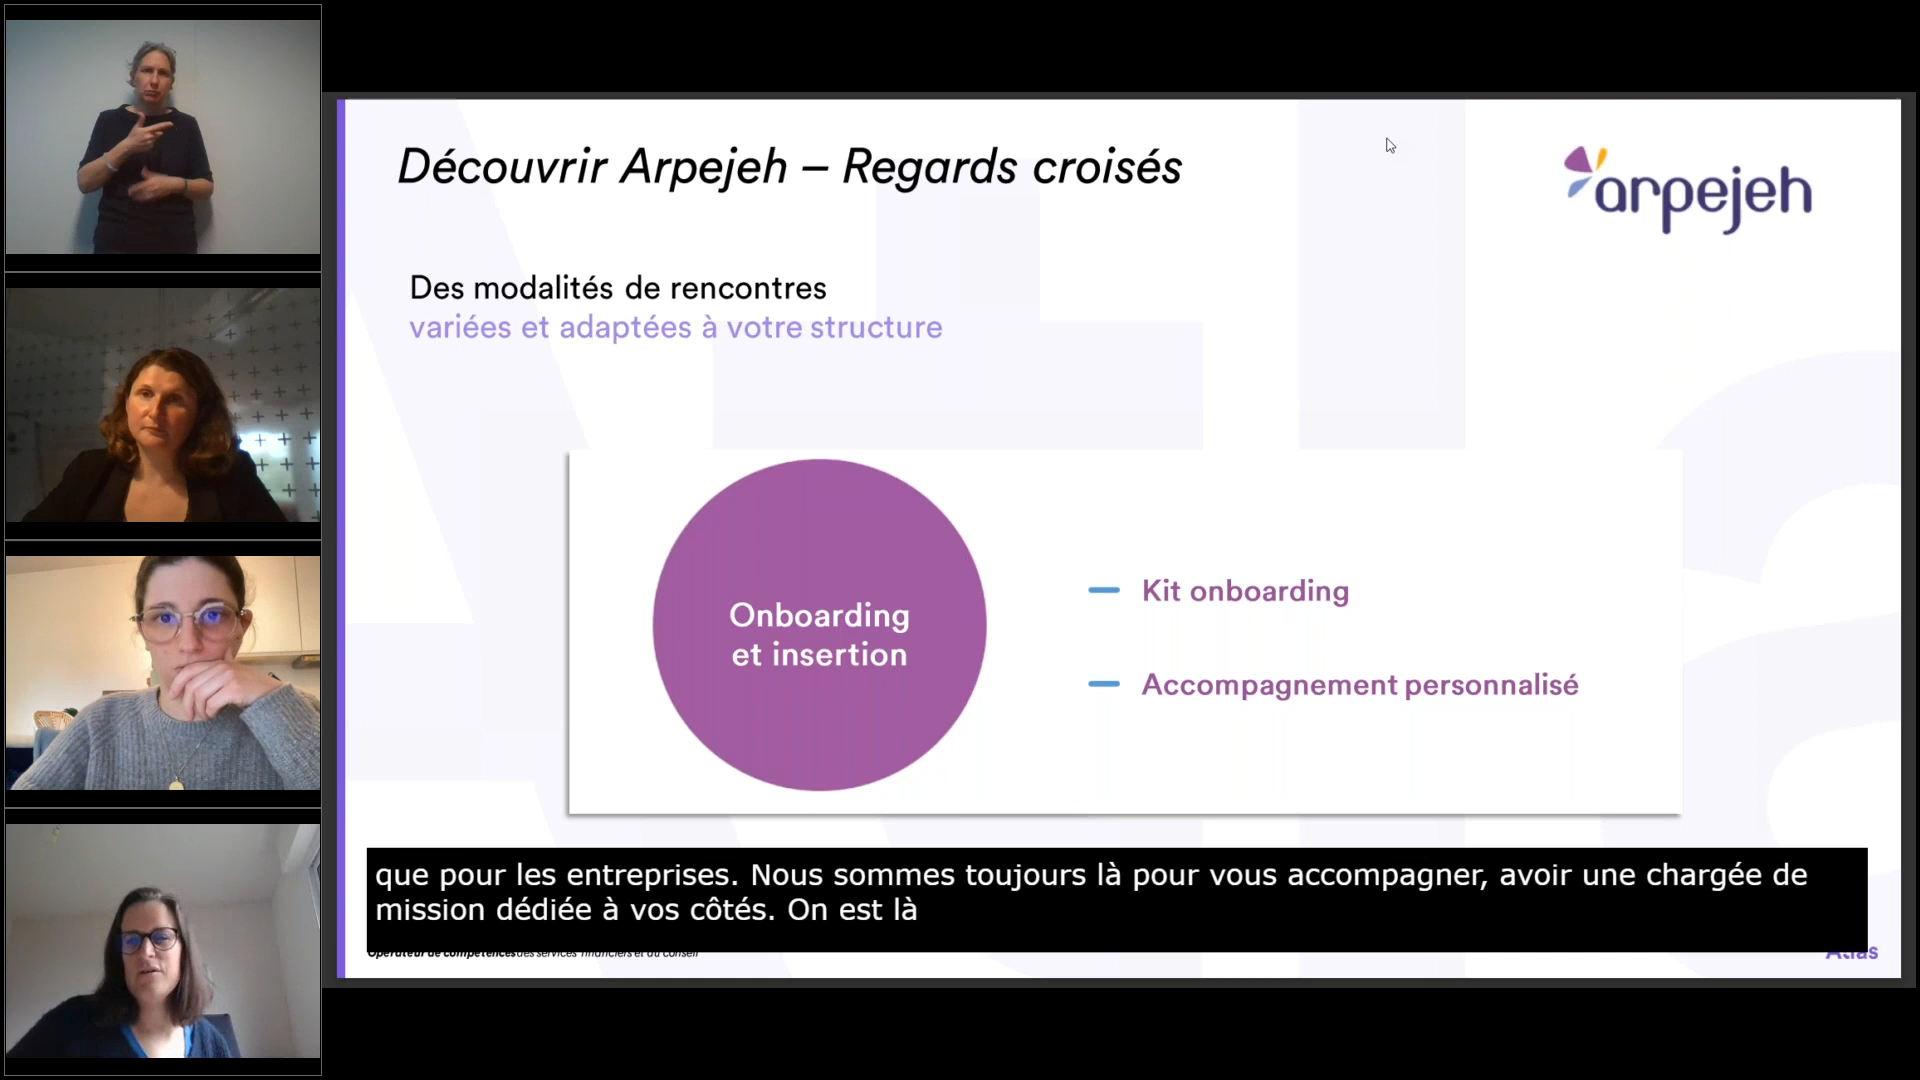 Découvrir Arpejeh – Regards croisés
arpejeh
Des modalités de rencontres
variées et adaptées à votre structure
Onboarding
et insertion
Kit onboarding
Accompagnement personnalisé
que pour les entreprises. Nous sommes toujours là pour vous accompagner, avoir une chargée de
mission dédiée à vos côtés. On est là
Opérateur de compétences des services financiers et du conseil
Atlas